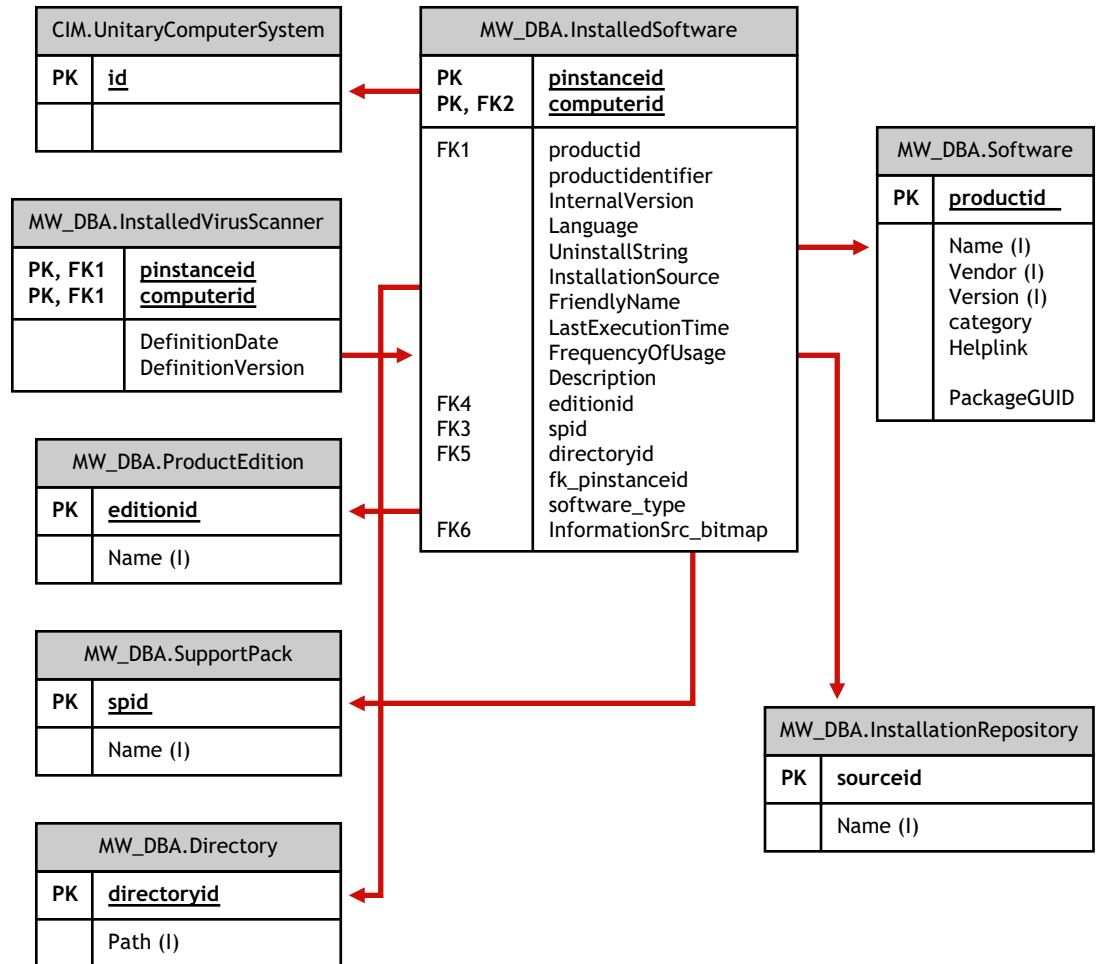 CIM.UnitaryComputerSystem
PK id
MW_DBA.InstalledSoftware
PK pinstanceid
PK, FK2 computerid
FK1 productid
productidentifier
InternalVersion
Language
UninstallString
InstallationSource
FriendlyName
LastExecutionTime
FrequencyOfUsage
Description
FK4 editionid
FK3 spid
FK5 directoryid
fk_pinstanceid
software_type
FK6 InformationSrc_bitmap
MW_DBA.Software
PK productid
Name (I)
Vendor (I)
Version (I)
category
Helplink
PackageGUID
MW_DBA.InstalledVirusScanner
PK, FK1 pinstanceid
PK, FK1 computerid
DefinitionDate
DefinitionVersion
MW_DBA.ProductEdition
PK editionid
Name (I)
MW_DBA.SupportPack
PK spid
Name (I)
MW_DBA.InstallationRepository
PK sourceid
Name (I)
MW_DBA.Directory
PK directoryid
Path (I)